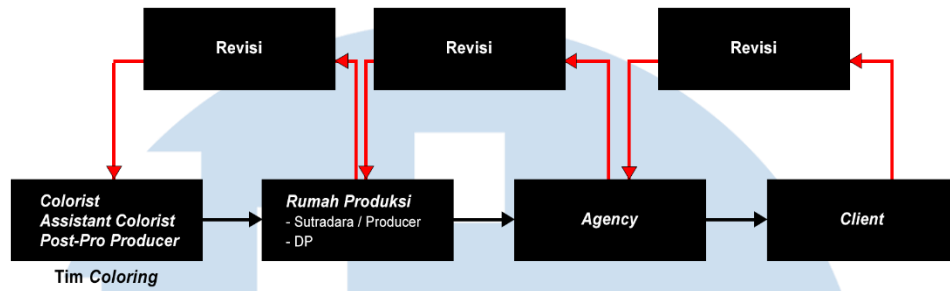 Revisi
Revisi
Revisi
Colorist
Assistant Colorist
Post-Pro Producer
Rumah Produksi
- Sutradara / Producer
- DP
Agency
Client
Tim Coloring